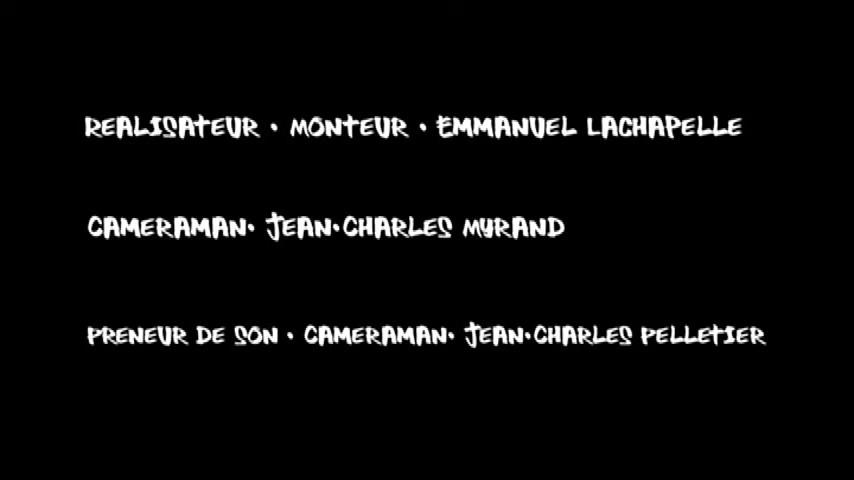 REALISATEUR · MONTEUR · EMMANUEL LACHAPELLE
CAMERAMAN· JEAN·CHARLES MYRAND
PRENEUR DE SON · CAMERAMAN· JEAN·CHARLES PELLETIER